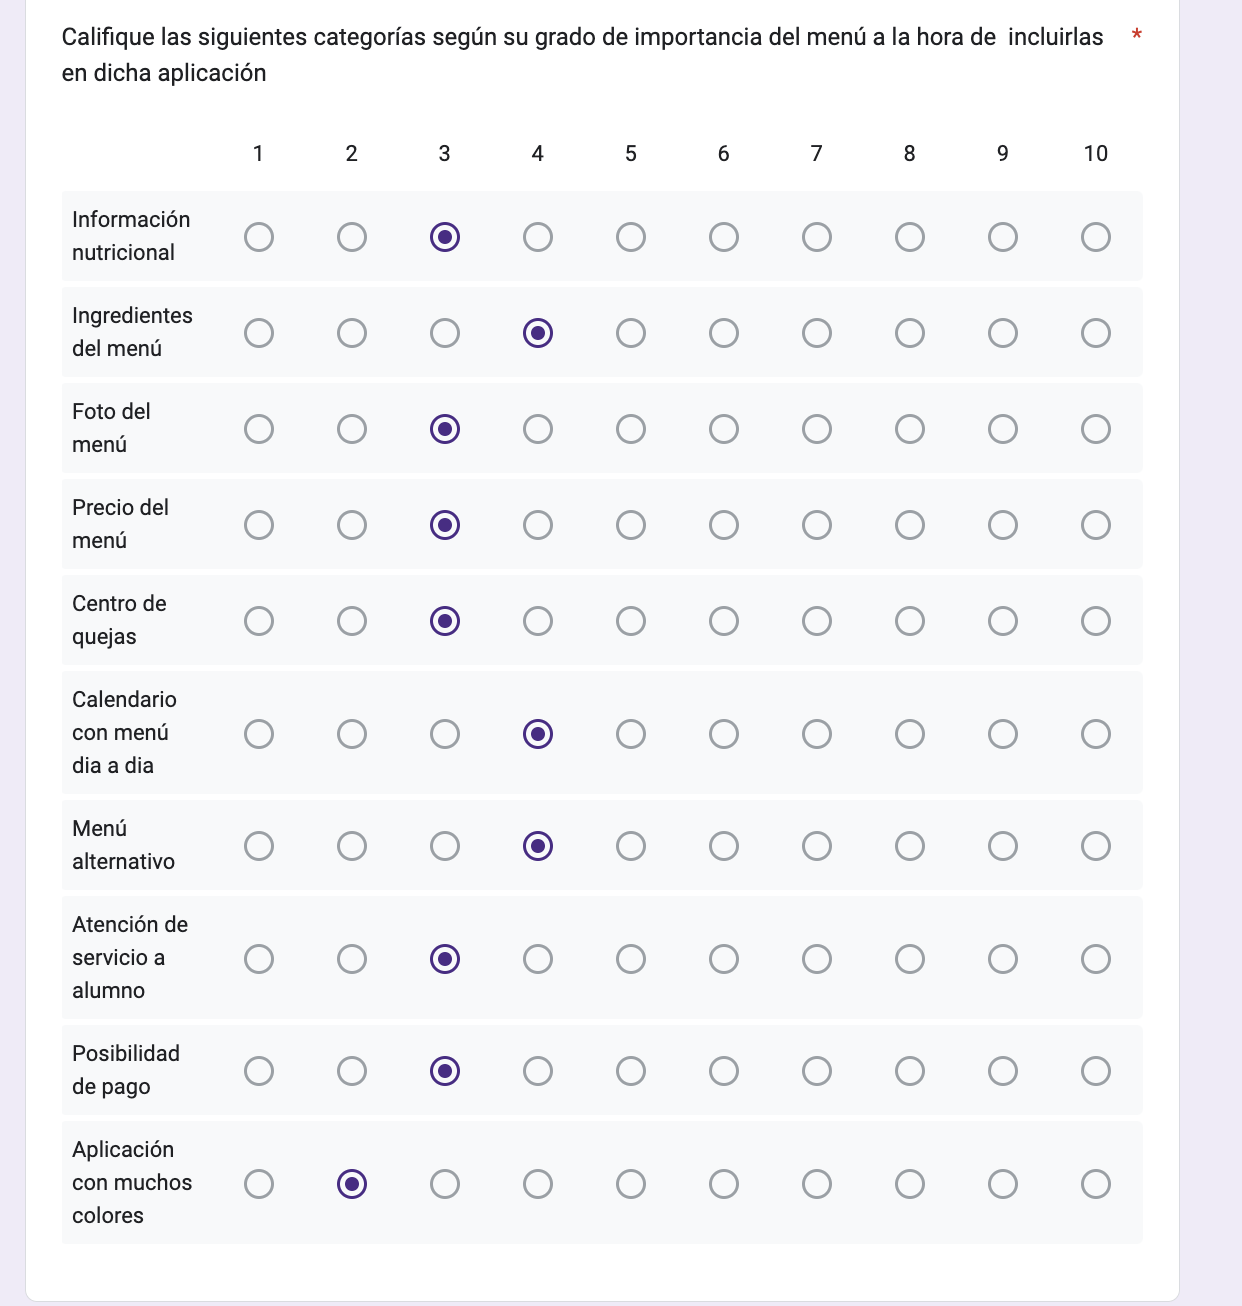 Califique las siguientes categorías según su grado de importancia del menú a la hora de  incluirlas *
en dicha aplicación
1 2 3 4 5 6 7 8 9 10
Información
nutricional
Ingredientes
del menú
Foto del
menú
Precio del
menú
Centro de
quejas
Calendario
con menú
dia a dia
Menú
alternativo
Atención de
servicio a
alumno
Posibilidad
de pago
Aplicación
con muchos
colores